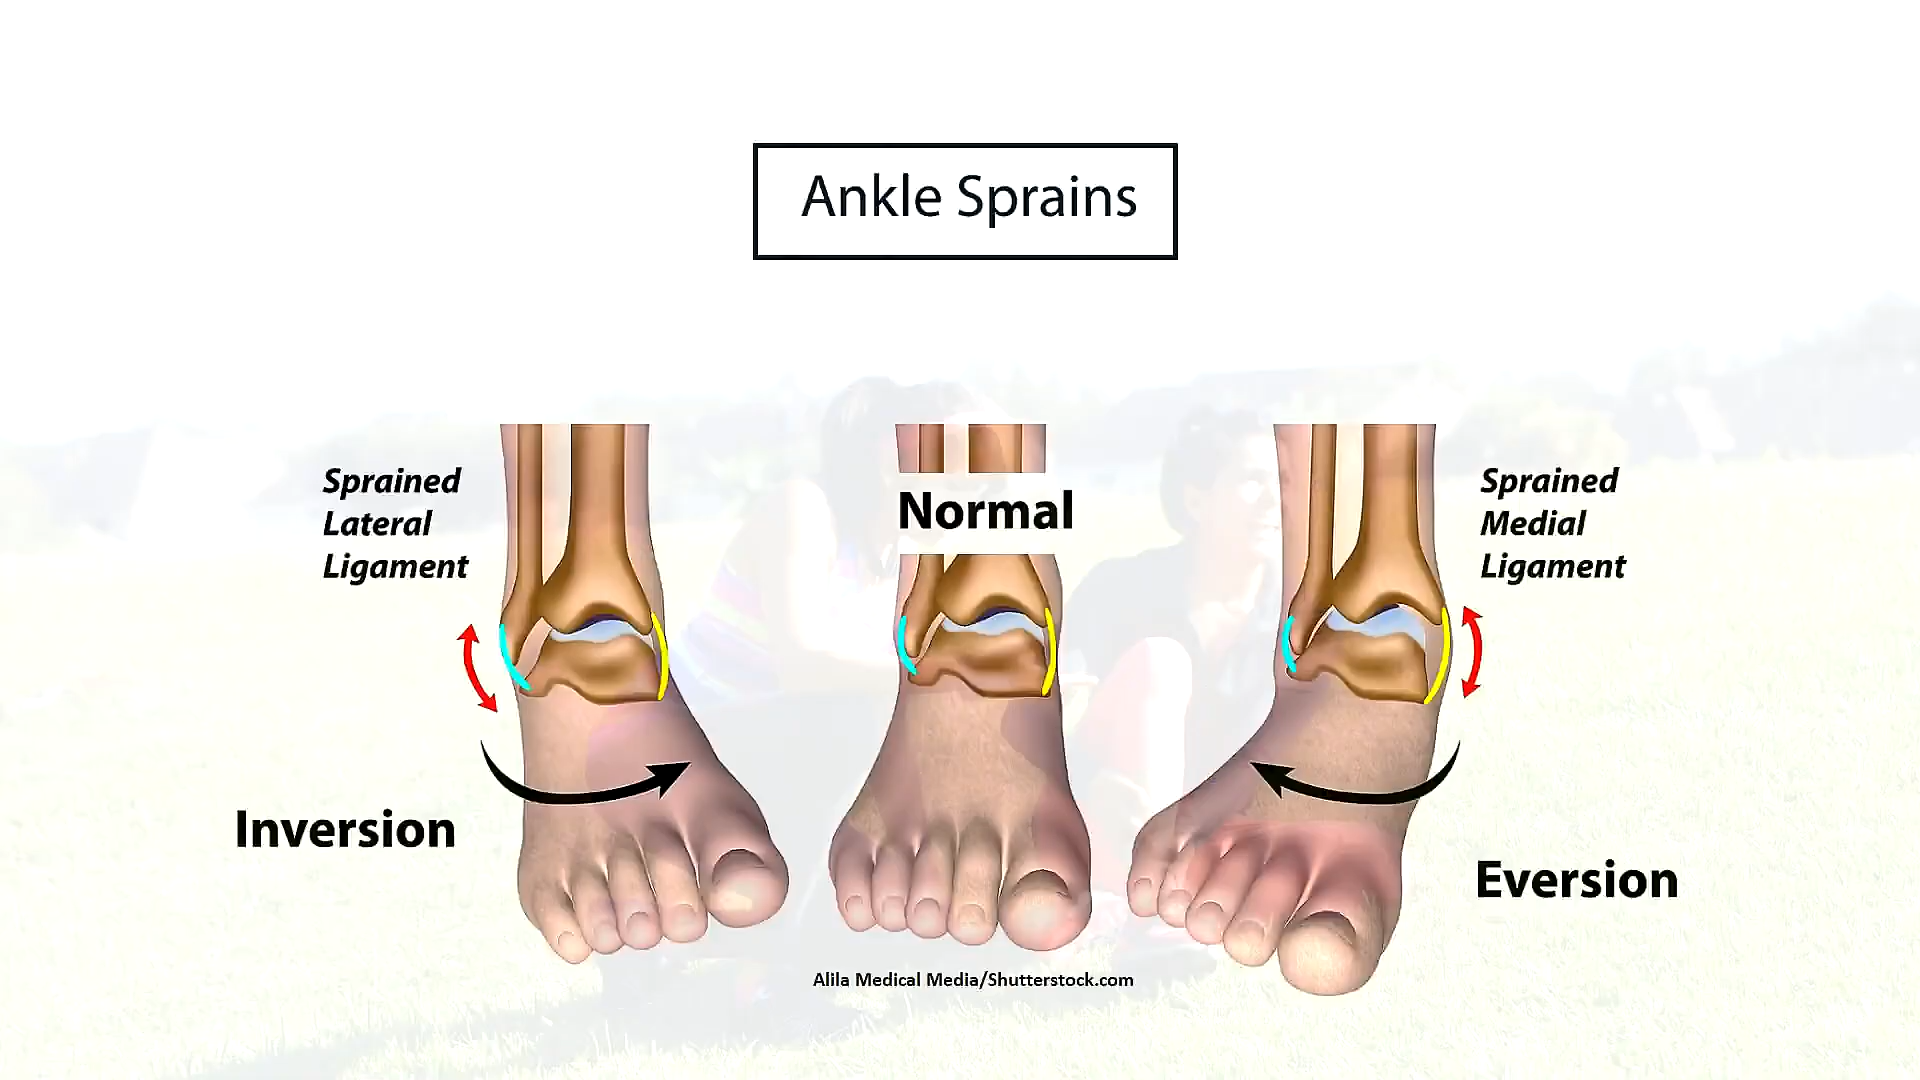 Ankle Sprains
Sprained
Lateral
Ligament
Normal
Sprained
Medial
Ligament
Inversion
Eversion
Alila Medical Media/Shutterstock.com